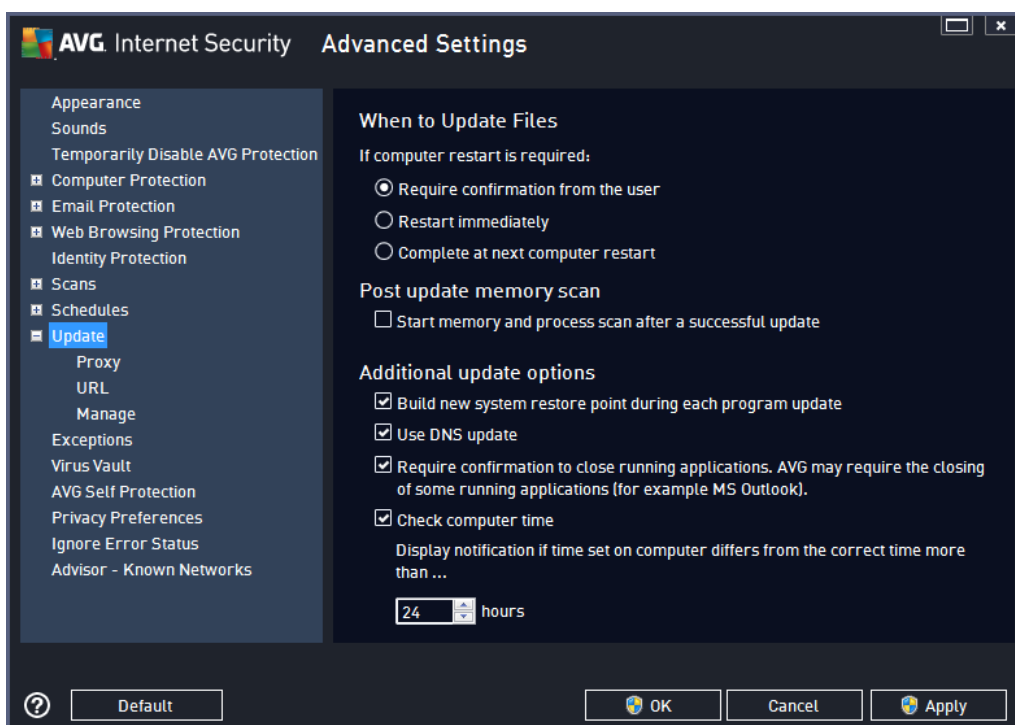 AVG. Internet Security Advanced Settings
Appearance
Sounds
Temporarily Disable AVG Protection
Computer Protection
Email Protection
Web Browsing Protection
Identity Protection
Scans
Schedules
Update
Proxy
URL
Manage
Exceptions
Virus Vault
AVG Self Protection
Privacy Preferences
Ignore Error Status
Advisor - Known Networks
When to Update Files
If computer restart is required:
Require confirmation from the user
Restart immediately
Complete at next computer restart
Post update memory scan
Start memory and process scan after a successful update
Additional update options
Build new system restore point during each program update
Use DNS update
Require confirmation to close running applications. AVG may require the closing
of some running applications (for example MS Outlook).
Check computer time
Display notification if time set on computer differs from the correct time more
than ...
24 hours
? Default OK Cancel Apply